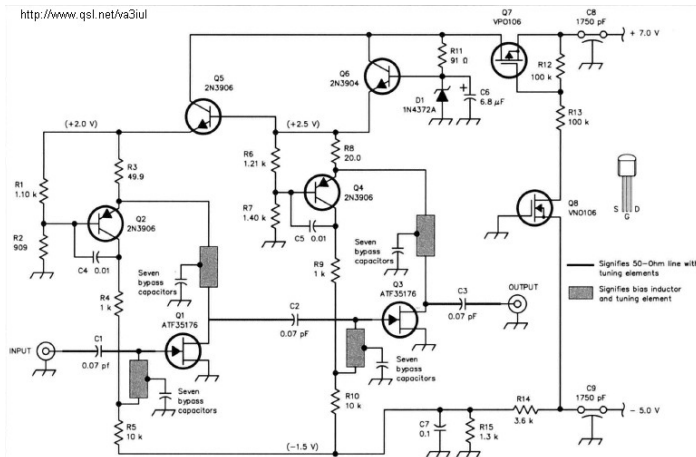 http://www.qsl.net/va3iul
Q7
VP0106
C8
1750 pF
+ 7.0 V
R11
91 Ω
R12
100 k
Q5
2N3906
Q6
2N3904
D1
1N4372A
+
C6
6.8 µF
R13
100 k
(+2.0 V)
(+2.5 V)
R3
49.9
R6
1.21 k
R8
20.0
R1
1.10 k
Q2
2N3906
Q4
2N3906
R7
1.40 k
Q8
VN0106
S
G
D
R2
909
C4
0.01
C5
0.01
Seven
bypass
capacitors
Seven
bypass
capacitors
Signifies 50-Ohm line with
tuning elements
R4
1 k
R9
1 k
Q3
ATF35176
C3
0.07 pF
OUTPUT
Signifies bias inductor
and tuning element
Q1
ATF35176
C2
0.07 pF
INPUT
C1
0.07 pf
Seven
bypass
capacitors
Seven
bypass
capacitors
R5
10 k
R10
10 k
(−1.5 V)
C7
0.1
R15
1.3 k
R14
3.6 k
C9
1750 pF
− 5.0 V